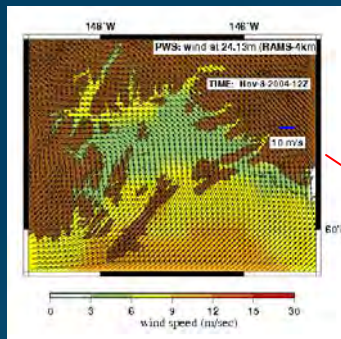 148°W 146°W
PWS: wind at 24.13m (RAMS-4km
TIME: Nov-8-2004-12Z
10 m/s
60°
0 3 6 9 12 15 30
wind speed (m/sec)